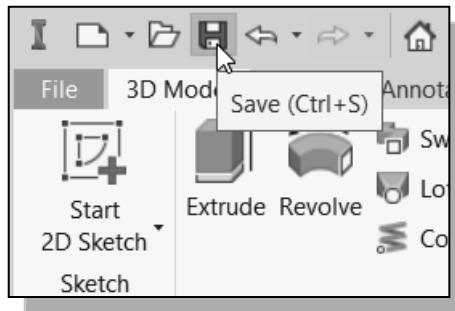 File 3D Mode Annota
Save (Ctrl+S)
Start
2D Sketch
Extrude Revolve
Sw
Lo
Co
Sketch